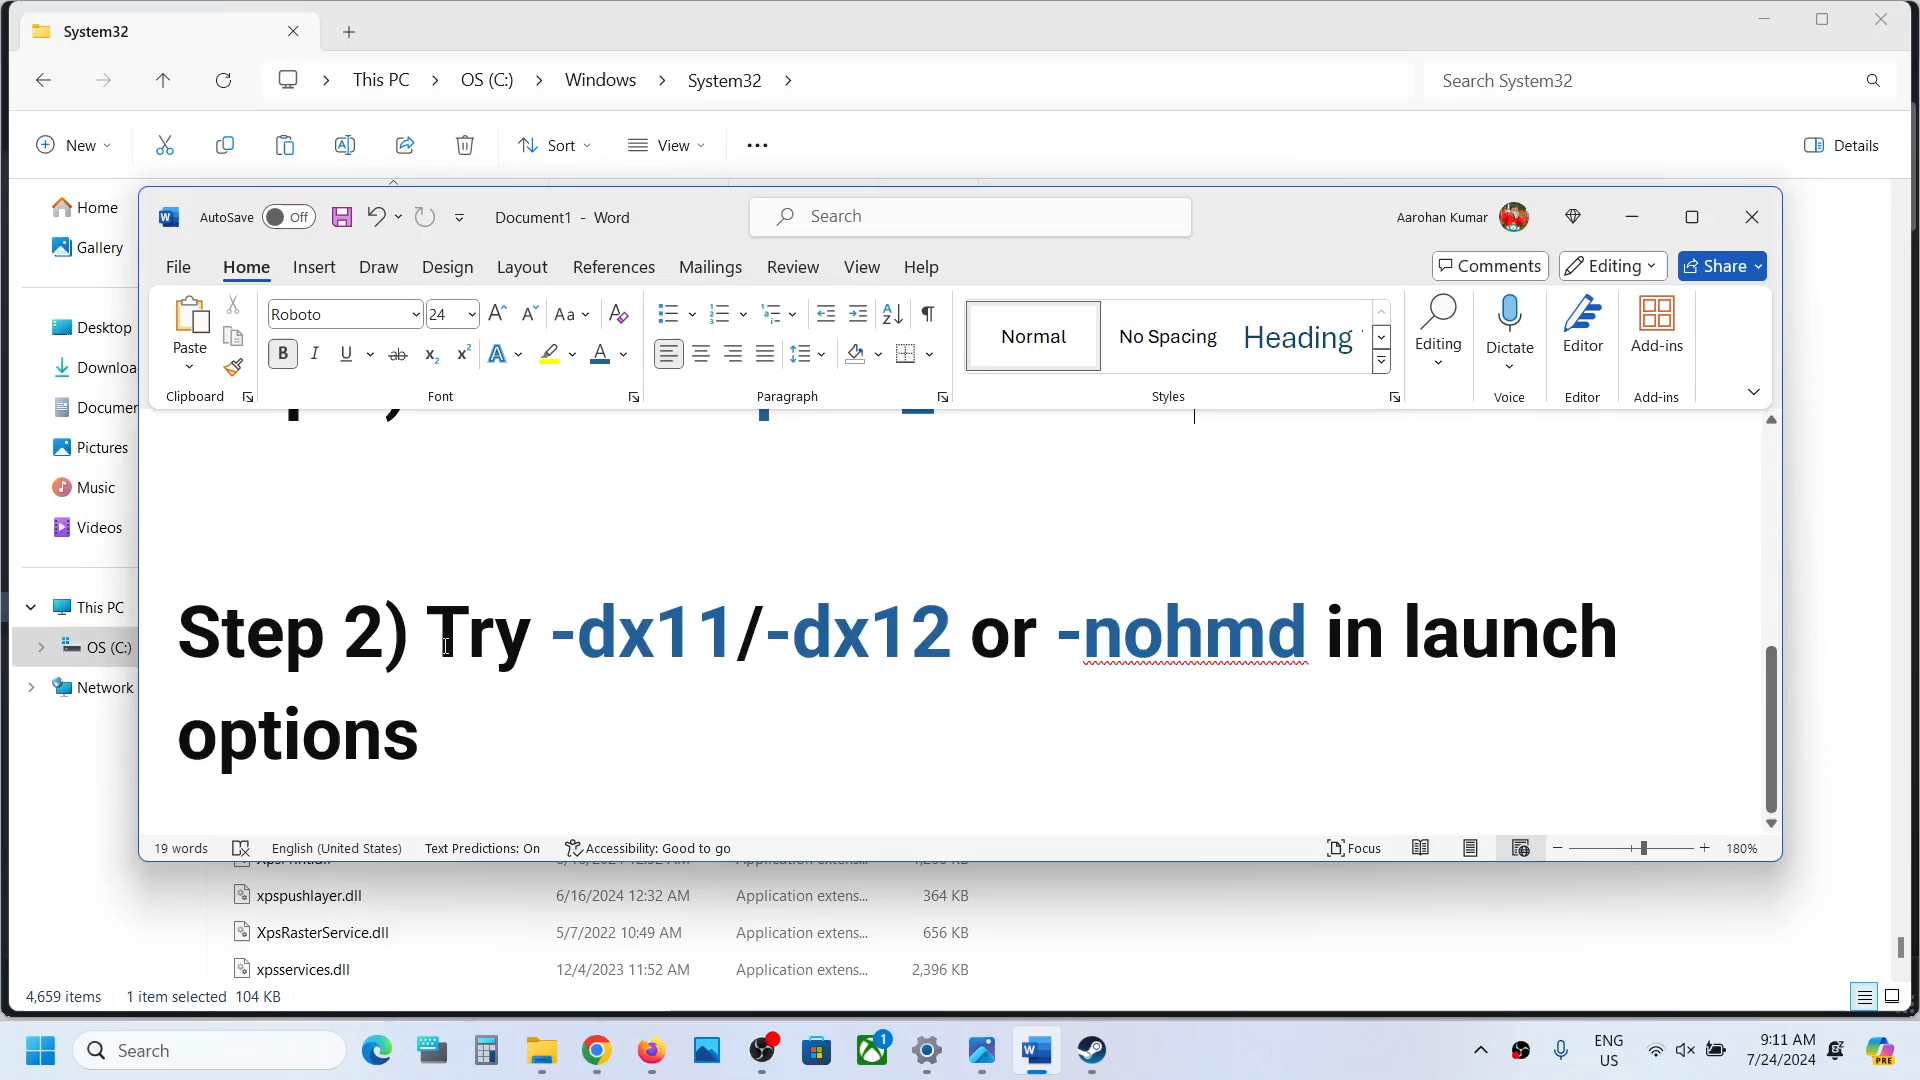 System32
This PC > OS (C:) > Windows > System32 >
Search System32
New
Sort
View
Details
Home
Gallery
Desktop
Downloa
Documen
Pictures
Music
Videos
This PC
OS (C:)
Network
AutoSave Off
Document1 - Word
Search
Aarohan Kumar
File Home Insert Draw Design Layout References Mailings Review View Help
Comments
Editing
Share
Paste
Clipboard
Roboto
24
Aa
B I U ab x₂ x² A A
Font
Paragraph
Normal
No Spacing
Heading
Styles
Editing
Dictate
Voice
Editor
Editor
Add-ins
Add-ins
Step 2) Try -dx11/-dx12 or -nohmd in launch
options
19 words
English (United States)
Text Predictions: On
Accessibility: Good to go
Focus
180%
xpspushlayer.dll 6/16/2024 12:32 AM Application extens... 364 KB
XpsRasterService.dll 5/7/2022 10:49 AM Application extens... 656 KB
xpsservices.dll 12/4/2023 11:52 AM Application extens... 2,396 KB
4,659 items 1 item selected 104 KB
Search
1
ENG
US
9:11 AM
7/24/2024
PRE